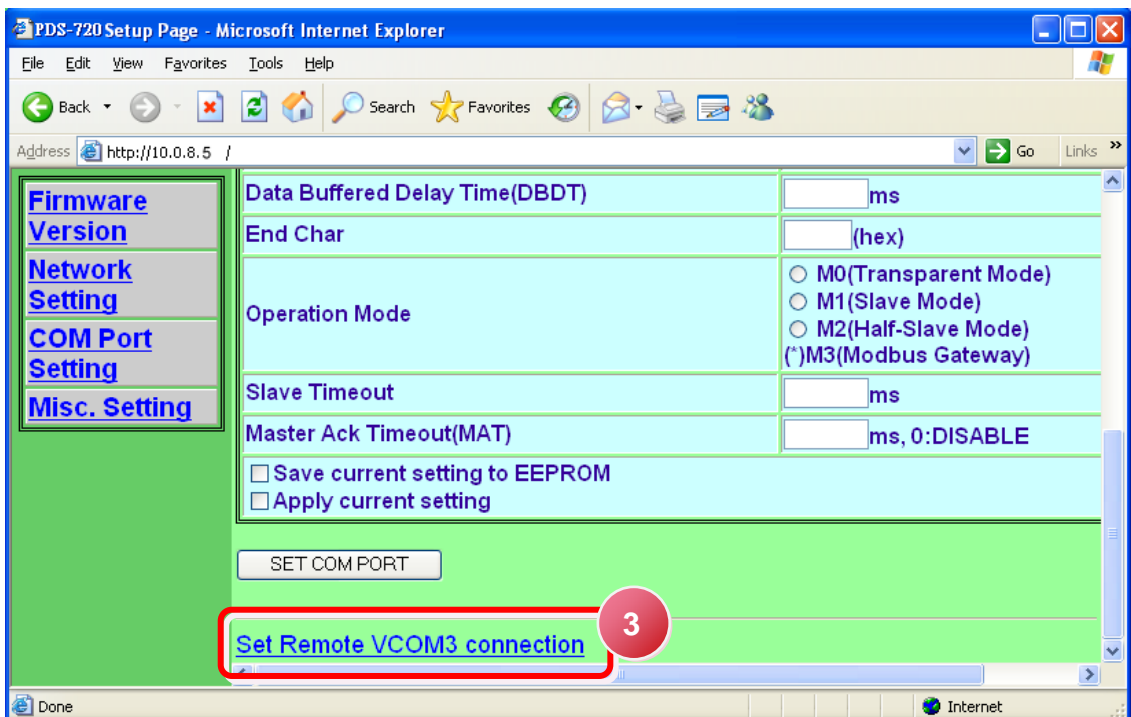 PDS-720 Setup Page - Microsoft Internet Explorer
File Edit View Favorites Tools Help
Back Search Favorites
Address http://10.0.8.5 / Go Links »
Firmware
Version
Network
Setting
COM Port
Setting
Misc. Setting
Data Buffered Delay Time(DBDT) ms
End Char (hex)
Operation Mode
M0(Transparent Mode)
M1(Slave Mode)
M2(Half-Slave Mode)
(*)M3(Modbus Gateway)
Slave Timeout ms
Master Ack Timeout(MAT) ms, 0:DISABLE
Save current setting to EEPROM
Apply current setting
SET COM PORT
3
Set Remote VCOM3 connection
Done Internet